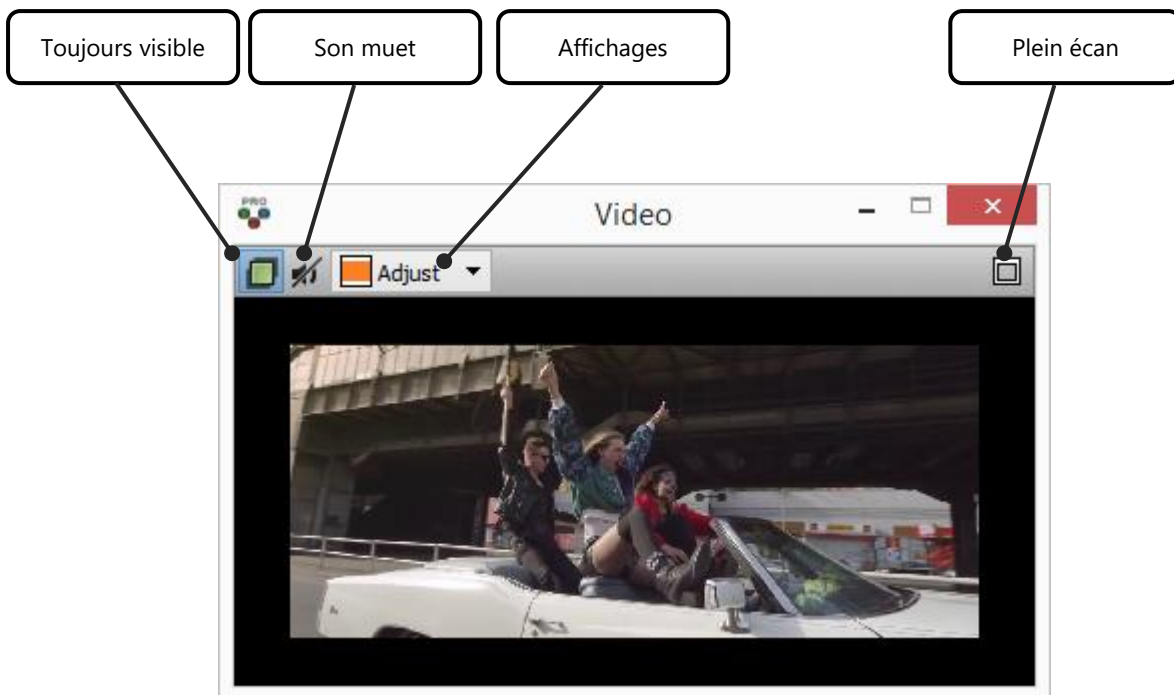 Toujours visible
Son muet
Affichages
Plein écan
PRO
Video
Adjust